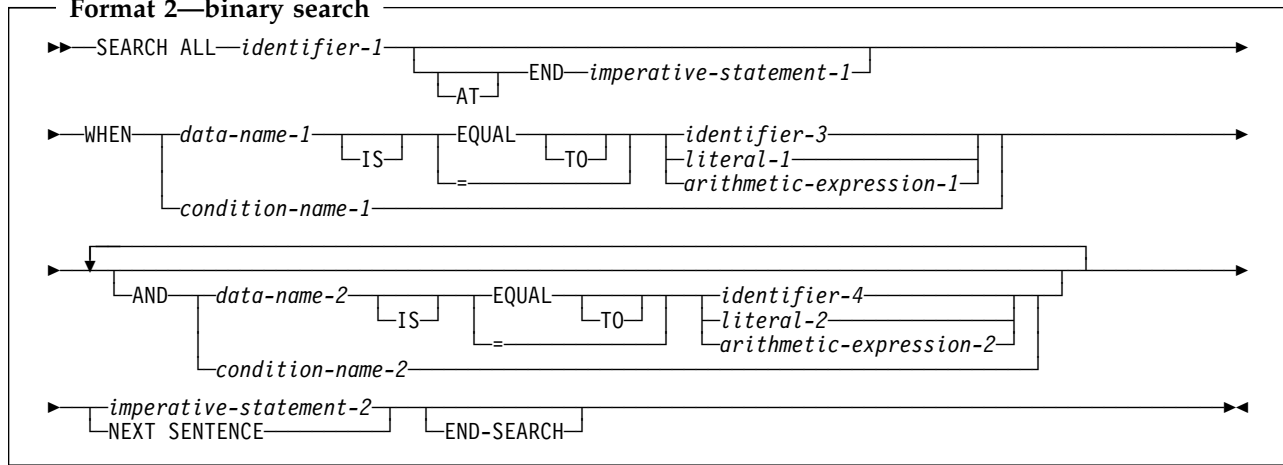 Format 2—binary search
SEARCH ALL identifier-1
AT END imperative-statement-1
WHEN data-name-1 IS EQUAL TO identifier-3
= literal-1
arithmetic-expression-1
condition-name-1
AND data-name-2 IS EQUAL TO identifier-4
= literal-2
arithmetic-expression-2
condition-name-2
imperative-statement-2
NEXT SENTENCE END-SEARCH